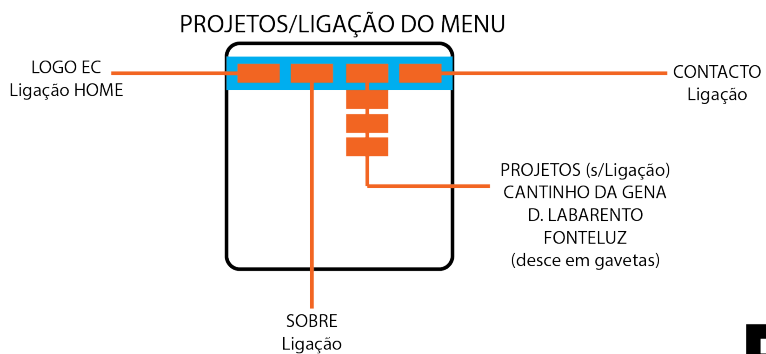 PROJETOS/LIGAÇÃO DO MENU
LOGO EC
Ligação HOME
CONTACTO
Ligação
PROJETOS (s/Ligação)
CANTINHO DA GENA
D. LABARENTO
FONTELUZ
(desce em gavetas)
SOBRE
Ligação